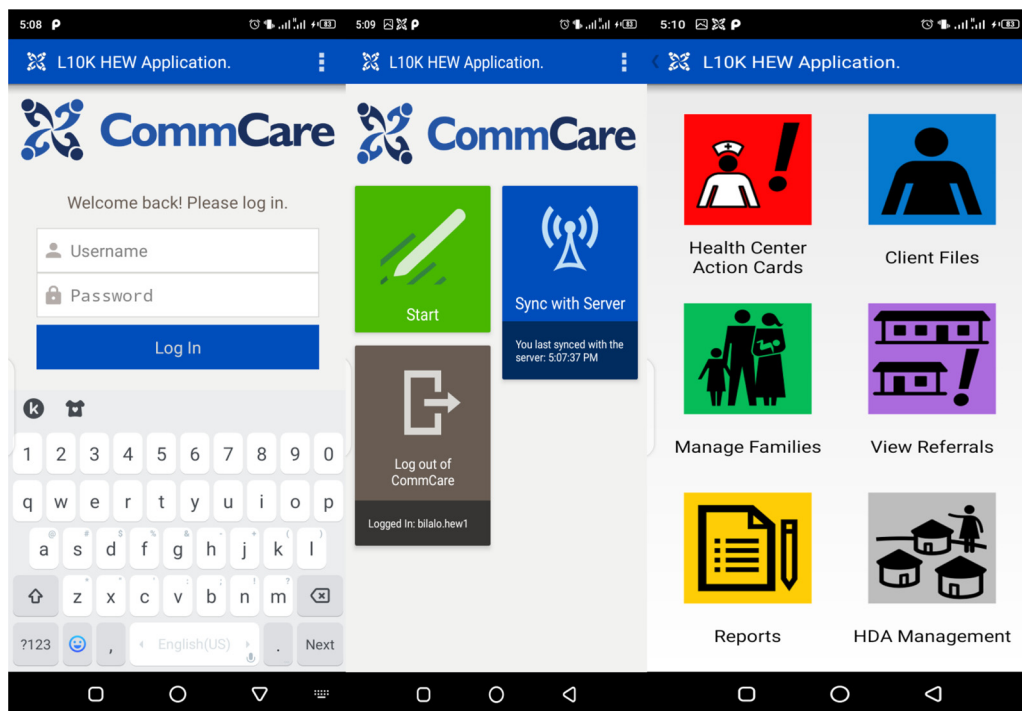 5:08
83
L10K HEW Application.
CommCare
Welcome back! Please log in.
Username
Password
Log In
1 2 3 4 5 6 7 8 9 0
q w e r t y u i o p
a s d f g h j k l
z x c v b n m
?123 , English(US) . Next
5:09
83
L10K HEW Application.
CommCare
Start
Sync with Server
You last synced with the
server: 5:07:37 PM
Log out of
CommCare
Logged In: bilalo.hew1
5:10
83
L10K HEW Application.
Health Center
Action Cards
Client Files
Manage Families
View Referrals
Reports
HDA Management